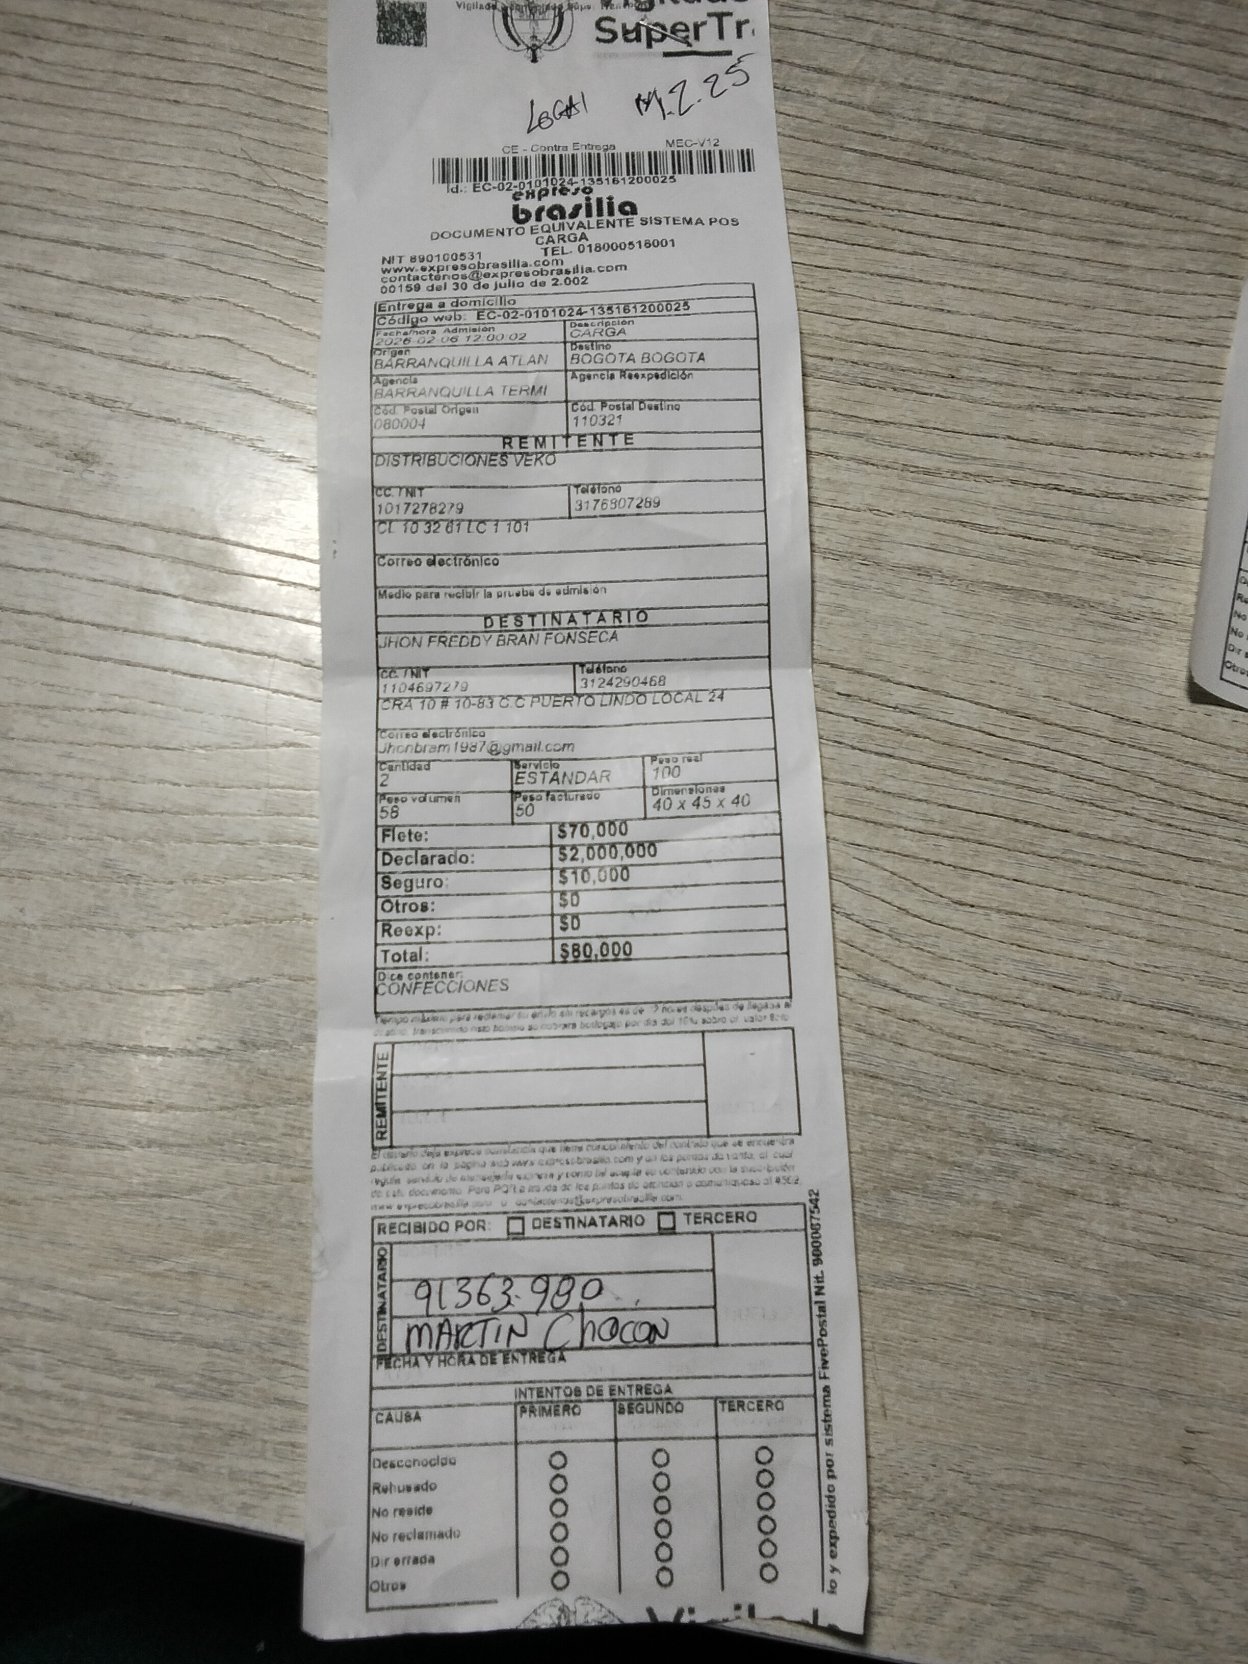 SuperTr
LOGAl M.2.25
CE - Contra Entrega MEC-V12
Id.: EC-02-0101024-135161200025
expreso
brasilia
DOCUMENTO EQUIVALENTE SISTEMA POS
CARGA
NIT 890100531 TEL. 018000518001
www.expresobrasilia.com
contactenos@expresobrasilia.com
00159 del 30 de julio de 2.002
Entrega a domicilio
Código web: EC-02-0101024-135161200025
Fecha/hora Admisión Descripción
2026-02-06 12:00:02 CARGA
Origen Destino
BARRANQUILLA ATLAN BOGOTA BOGOTA
Agencia Agencia Reexpedición
BARRANQUILLA TERMI
Cód. Postal Origen Cód. Postal Destino
080004 110321
REMITENTE
DISTRIBUCIONES VEKO
CC. / NIT Teléfono
1017278279 3176807289
CL 10 32 61 LC 1 101
Correo electrónico
Medio para recibir la prueba de admisión
DESTINATARIO
JHON FREDDY BRAN FONSECA
CC. / NIT Teléfono
1104697279 3124290468
CRA 10 # 10-83 C.C PUERTO LINDO LOCAL 24
Correo electrónico
Jhonbram1987@gmail.com
Cantidad Servicio Peso real
2 ESTANDAR 100
Peso volumen Peso facturado Dimensiones
58 50 40 x 45 x 40
Flete: $70,000
Declarado: $2,000,000
Seguro: $10,000
Otros: $0
Reexp: $0
Total: $80,000
Dice contener:
CONFECCIONES
REMITENTE
RECIBIDO POR: DESTINATARIO TERCERO
DESTINATARIO
91363.980
MARTIN ChACON
FECHA Y HORA DE ENTREGA
INTENTOS DE ENTREGA
CAUSA PRIMERO SEGUNDO TERCERO
Desconocido
Rehusado
No reside
No reclamado
Dir errada
Otros
io y expedido por sistema FivePostal Nit. 900087542